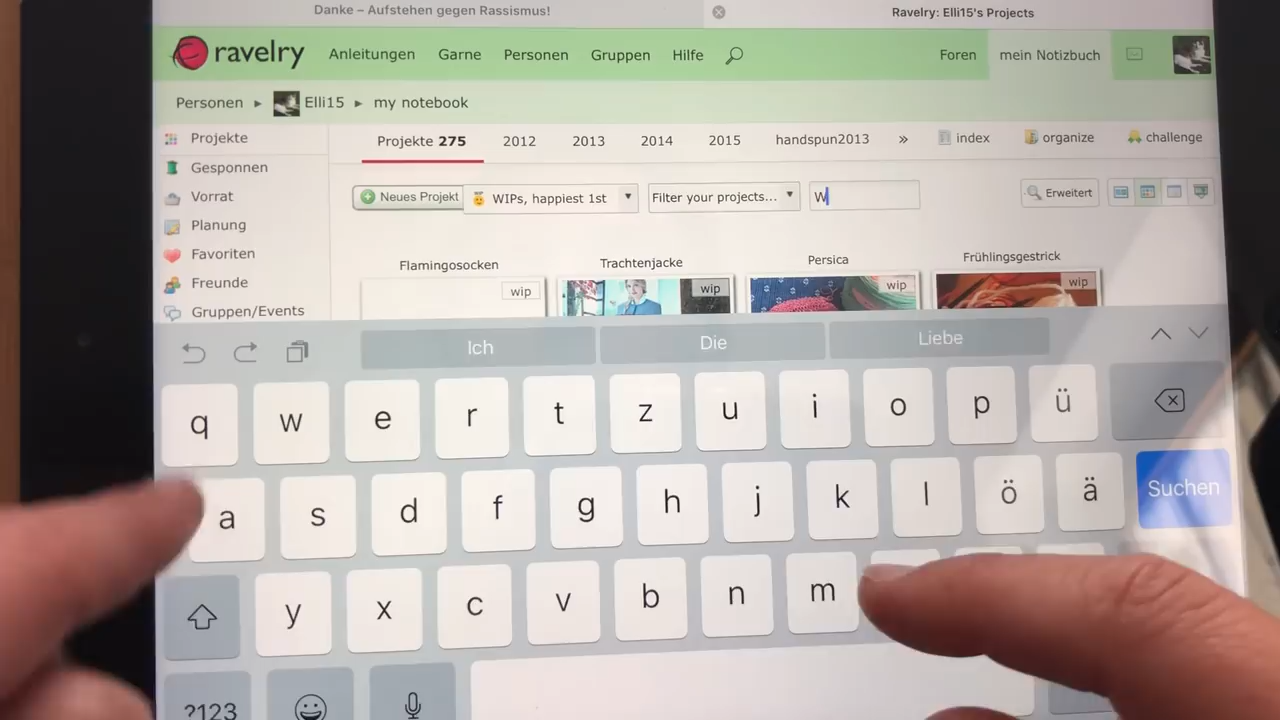 Danke – Aufstehen gegen Rassismus!
Ravelry: Elli15's Projects
ravelry Anleitungen Garne Personen Gruppen Hilfe Foren mein Notizbuch
Personen ▸ Elli15 ▸ my notebook
Projekte
Gesponnen
Vorrat
Planung
Favoriten
Freunde
Gruppen/Events
Projekte 275 2012 2013 2014 2015 handspun2013 » index organize challenge
Neues Projekt WIPs, happiest 1st Filter your projects... W Erweitert
Flamingosocken Trachtenjacke Persica Frühlingsgestrick
wip wip wip wip
Ich Die Liebe
q w e r t z u i o p ü
a s d f g h j k l ö ä Suchen
y x c v b n m
?123